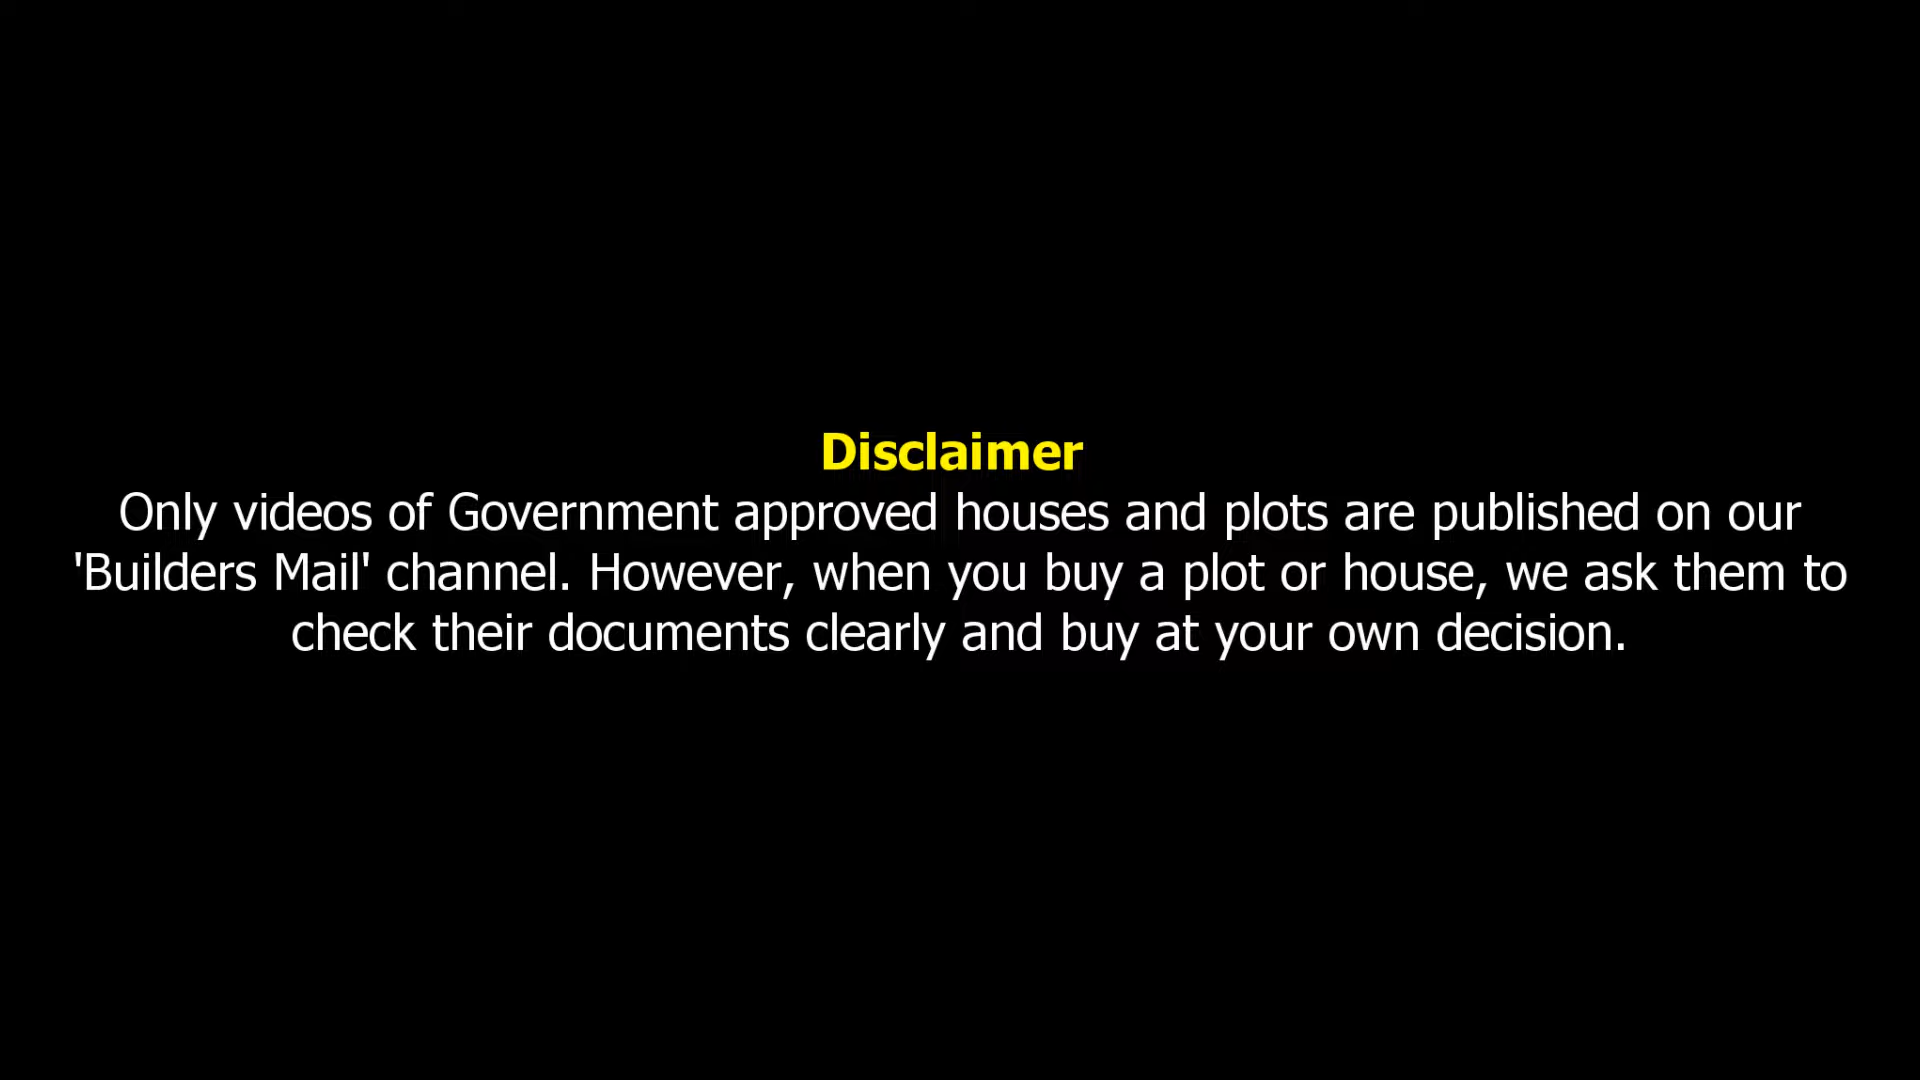 Disclaimer
Only videos of Government approved houses and plots are published on our
'Builders Mail' channel. However, when you buy a plot or house, we ask them to
check their documents clearly and buy at your own decision.